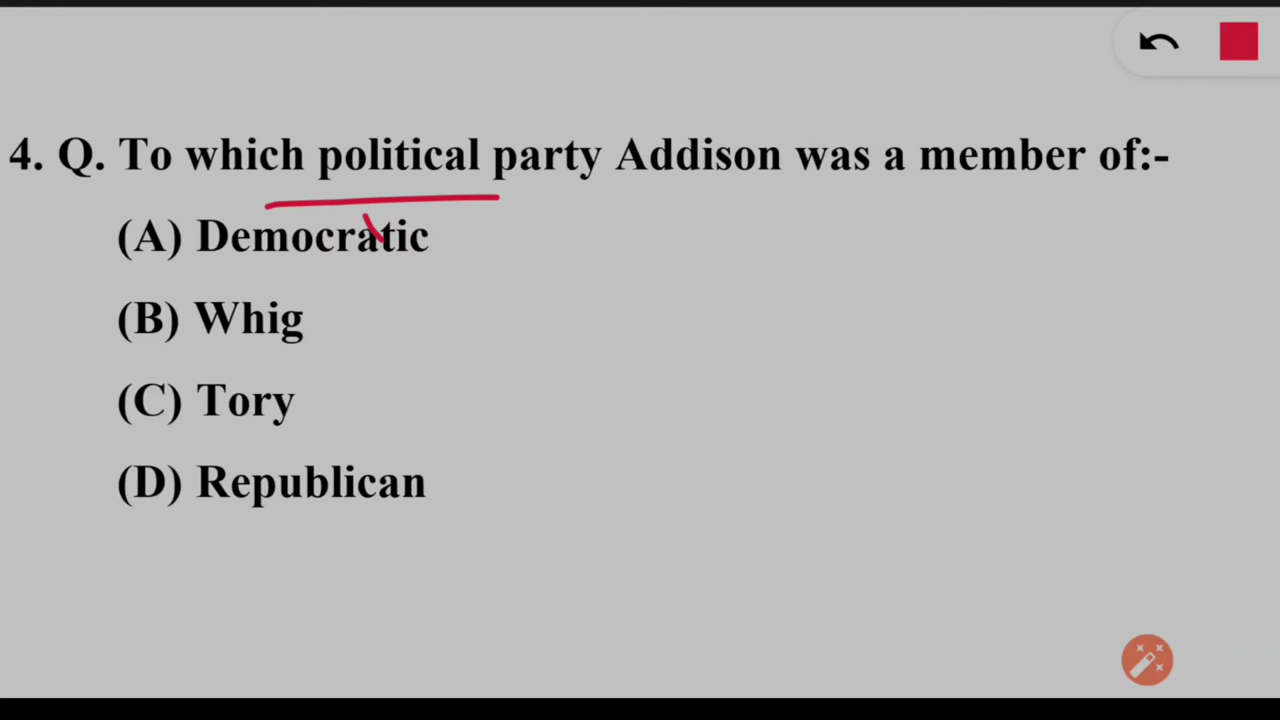 4. Q. To which political party Addison was a member of:-
(A) Democratic
(B) Whig
(C) Tory
(D) Republican